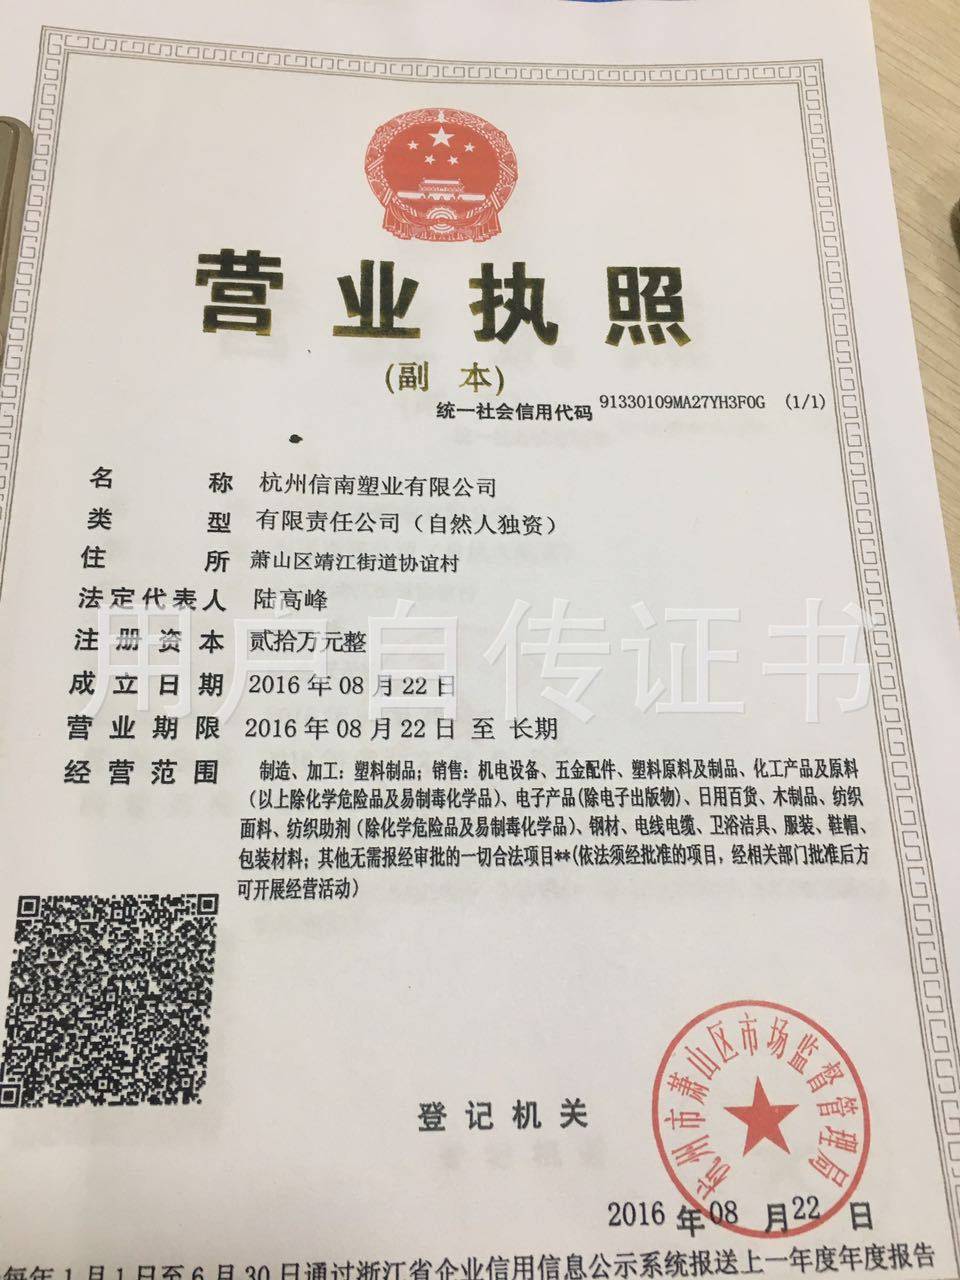 营业执照
(副 本)
统一社会信用代码 91330109MA27YH3F0G (1/1)
名称 杭州信南塑业有限公司
类型 有限责任公司（自然人独资）
住所 萧山区靖江街道协谊村
法定代表人 陆高峰
注册资本 贰拾万元整
成立日期 2016年08月22日
营业期限 2016年08月22日至长期
经营范围 制造、加工：塑料制品；销售：机电设备、五金配件、塑料原料及制品、化工产品及原料
（以上除化学危险品及易制毒化学品）、电子产品(除电子出版物)、日用百货、木制品、纺织
面料、纺织助剂（除化学危险品及易制毒化学品）、钢材、电线电缆、卫浴洁具、服装、鞋帽、
包装材料；其他无需报经审批的一切合法项目**(依法须经批准的项目，经相关部门批准后方
可开展经营活动）
用户自传证书
登记机关
杭州市萧山区市场监督管理局
2016年08月22日
每年1月1日至6月30日通过浙江省企业信用信息公示系统报送上一年度年度报告